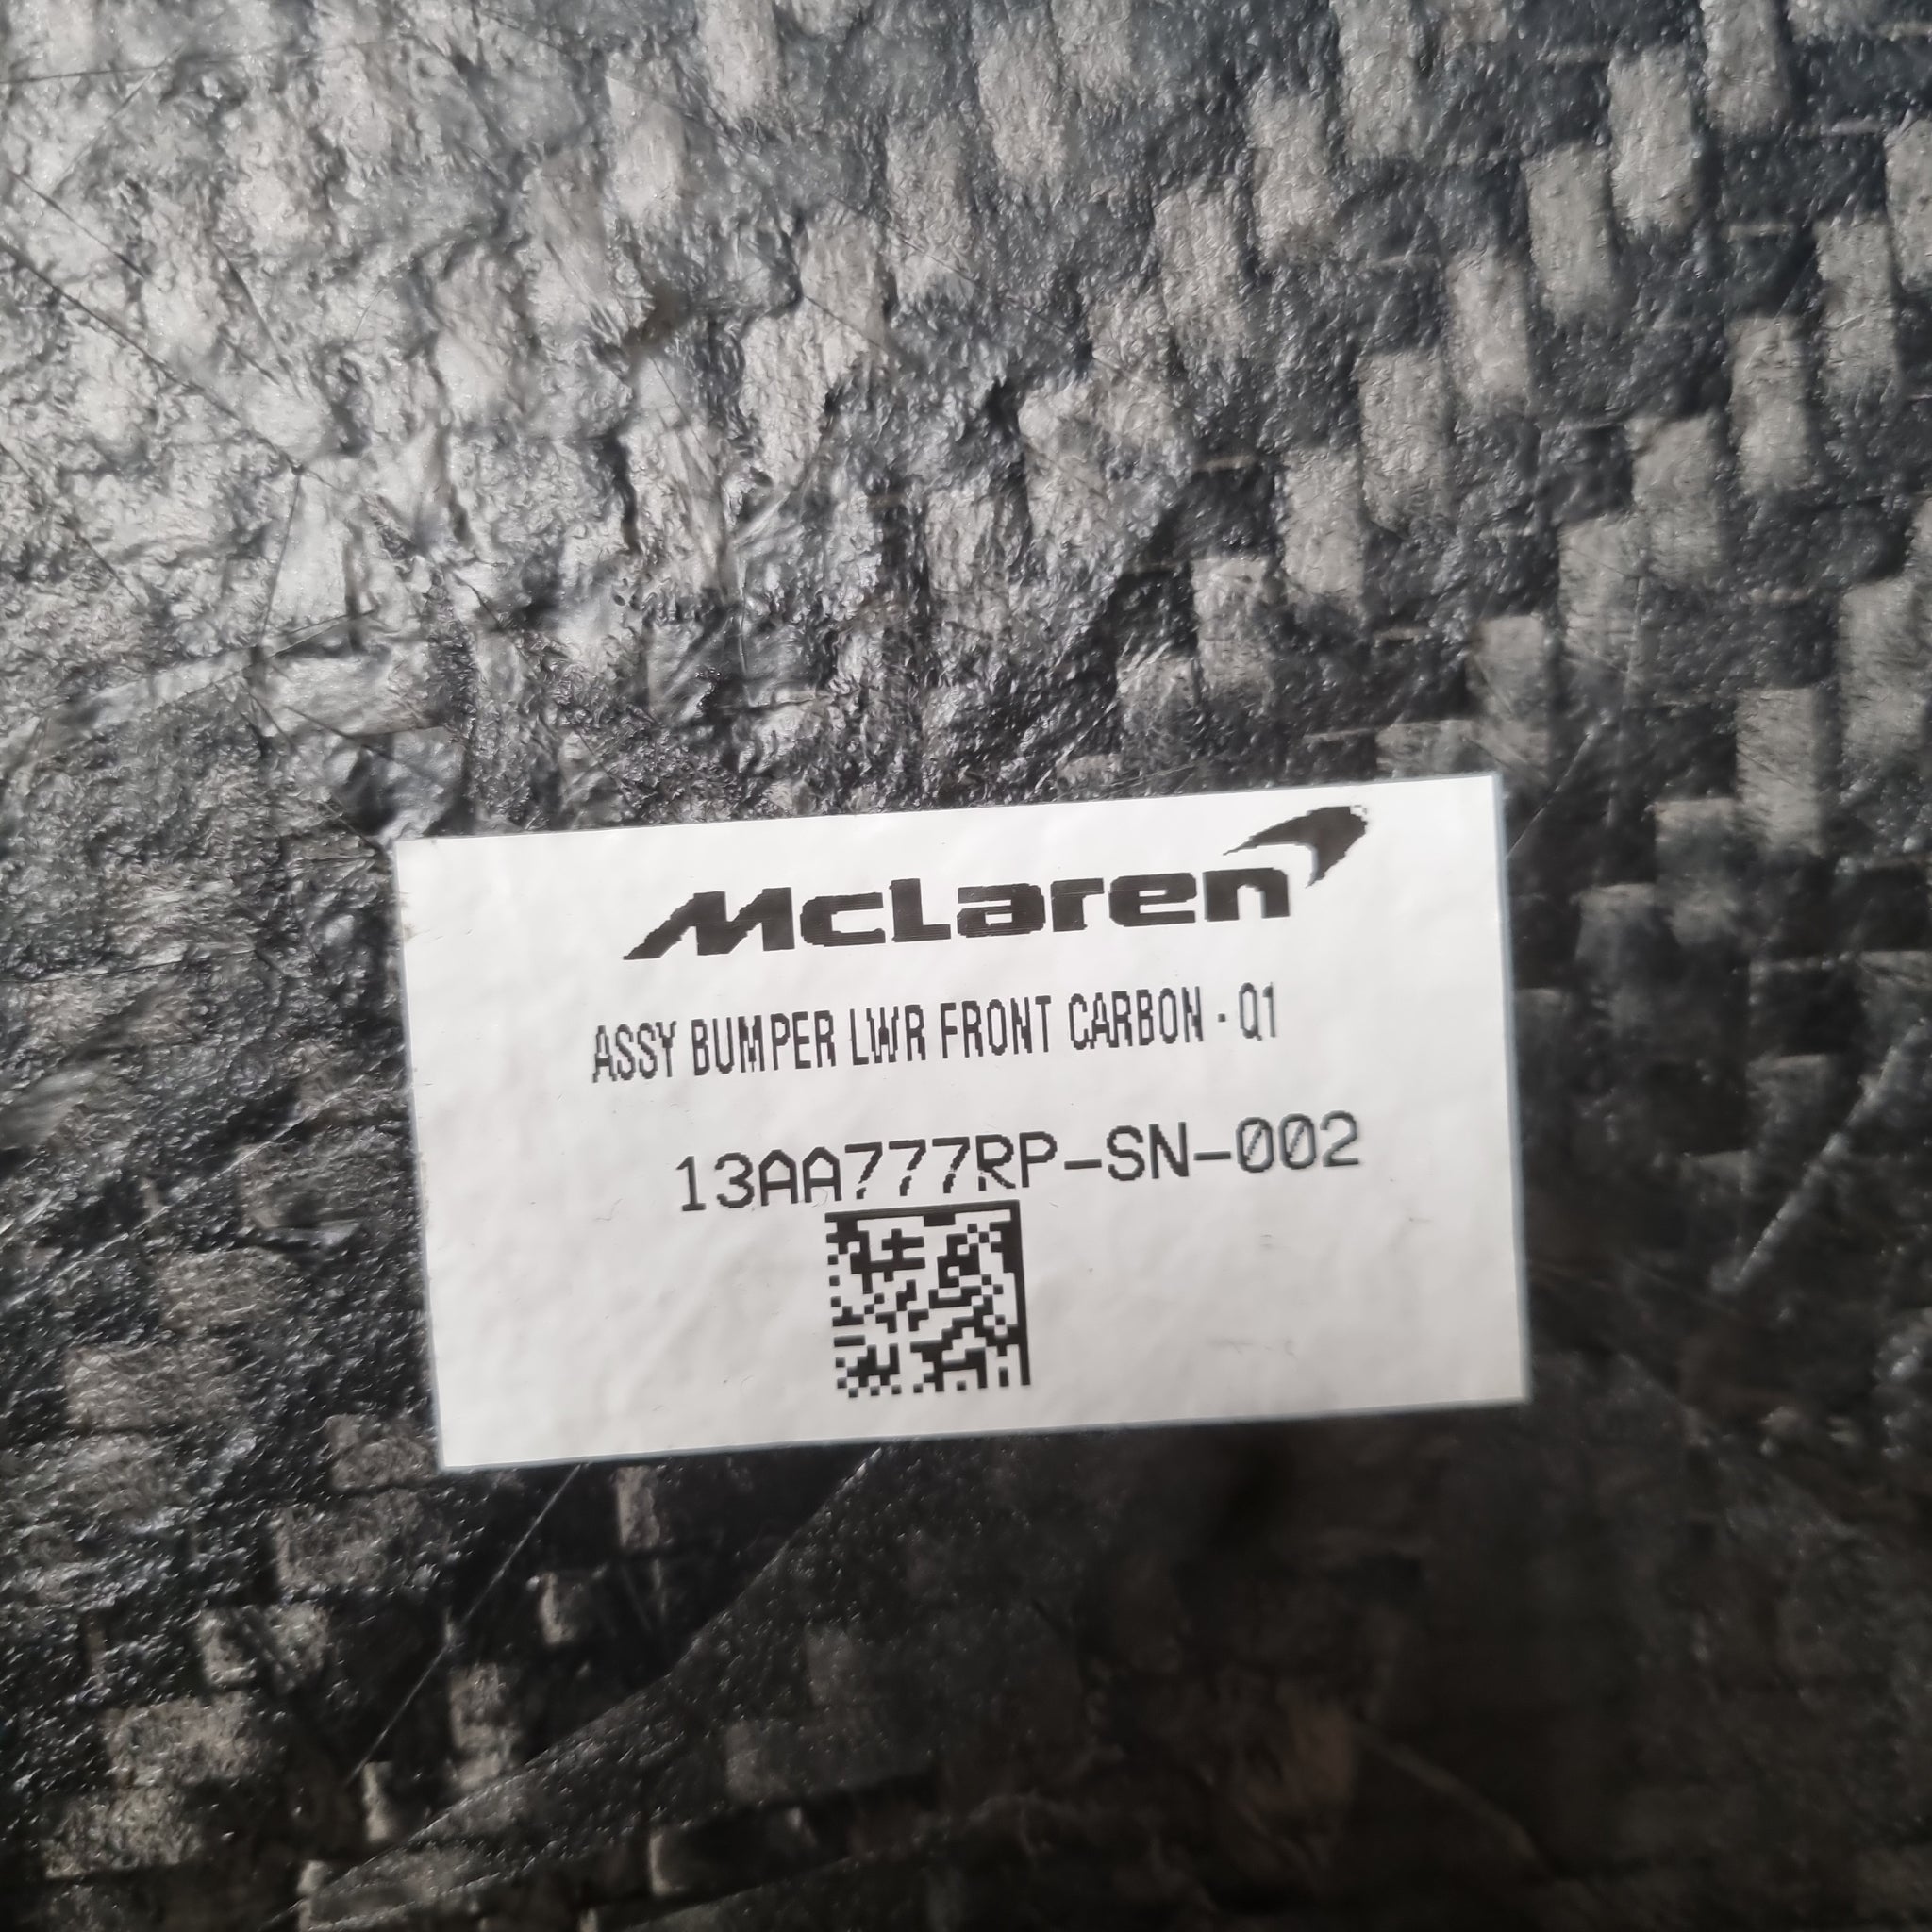 McLaren
ASSY BUMPER LWR FRONT CARBON - Q1
13AA777RP-SN-002